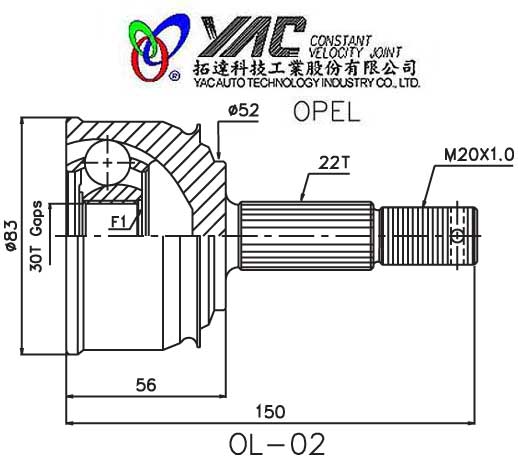 YAC CONSTANT
VELOCITY JOINT
拓達科技工業股份有限公司
® YAC AUTO TECHNOLOGY INDUSTRY CO., LTD.
ø52
OPEL
22T
M20X1.0
F1
30T Gaps
ø83
56
150
OL-02